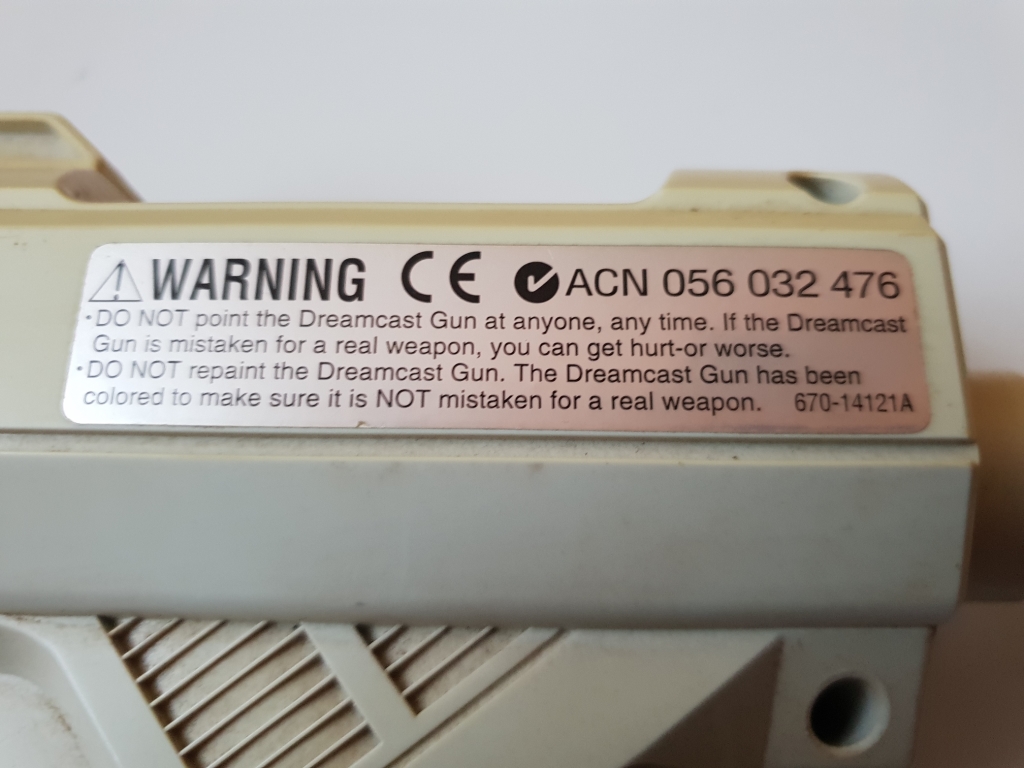 WARNING CE ACN 056 032 476
·DO NOT point the Dreamcast Gun at anyone, any time. If the Dreamcast
Gun is mistaken for a real weapon, you can get hurt-or worse.
·DO NOT repaint the Dreamcast Gun. The Dreamcast Gun has been
colored to make sure it is NOT mistaken for a real weapon. 670-14121A